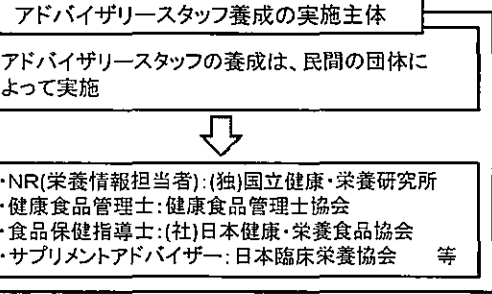 アドバイザリースタッフ養成の実施主体
アドバイザリースタッフの養成は、民間の団体に
よって実施
・NR(栄養情報担当者):(独)国立健康・栄養研究所
・健康食品管理士:健康食品管理士協会
・食品保健指導士:(社)日本健康・栄養食品協会
・サプリメントアドバイザー:日本臨床栄養協会　等